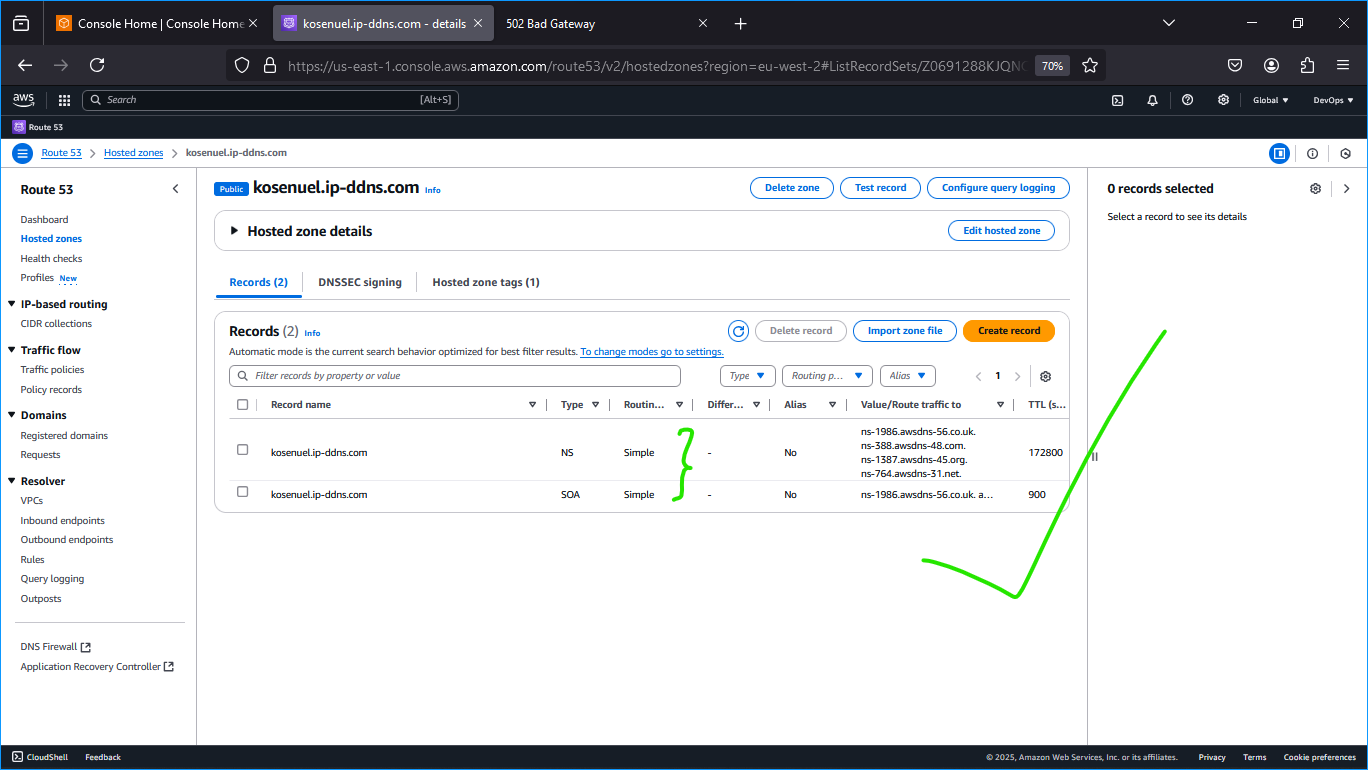 Console Home | Console Home
kosenuel.ip-ddns.com - details
502 Bad Gateway
https://us-east-1.console.aws.amazon.com/route53/v2/hostedzones?region=eu-west-2#ListRecordSets/Z0691288KJQN
70%
aws
Search
[Alt+S]
Global
DevOps
Route 53
Route 53
Hosted zones
kosenuel.ip-ddns.com
Route 53
Dashboard
Hosted zones
Health checks
Profiles New
IP-based routing
CIDR collections
Traffic flow
Traffic policies
Policy records
Domains
Registered domains
Requests
Resolver
VPCs
Inbound endpoints
Outbound endpoints
Rules
Query logging
Outposts
DNS Firewall
Application Recovery Controller
Public kosenuel.ip-ddns.com Info
Delete zone
Test record
Configure query logging
Hosted zone details
Edit hosted zone
Records (2)
DNSSEC signing
Hosted zone tags (1)
Records (2) Info
Delete record
Import zone file
Create record
Automatic mode is the current search behavior optimized for best filter results. To change modes go to settings.
Filter records by property or value
Type
Routing p...
Alias
1
Record name Type Routin... Differ... Alias Value/Route traffic to TTL (s...
kosenuel.ip-ddns.com NS Simple - No
ns-1986.awsdns-56.co.uk.
ns-388.awsdns-48.com.
ns-1387.awsdns-45.org.
ns-764.awsdns-31.net.
172800
kosenuel.ip-ddns.com SOA Simple - No ns-1986.awsdns-56.co.uk. a... 900
0 records selected
Select a record to see its details
CloudShell
Feedback
© 2025, Amazon Web Services, Inc. or its affiliates.
Privacy
Terms
Cookie preferences